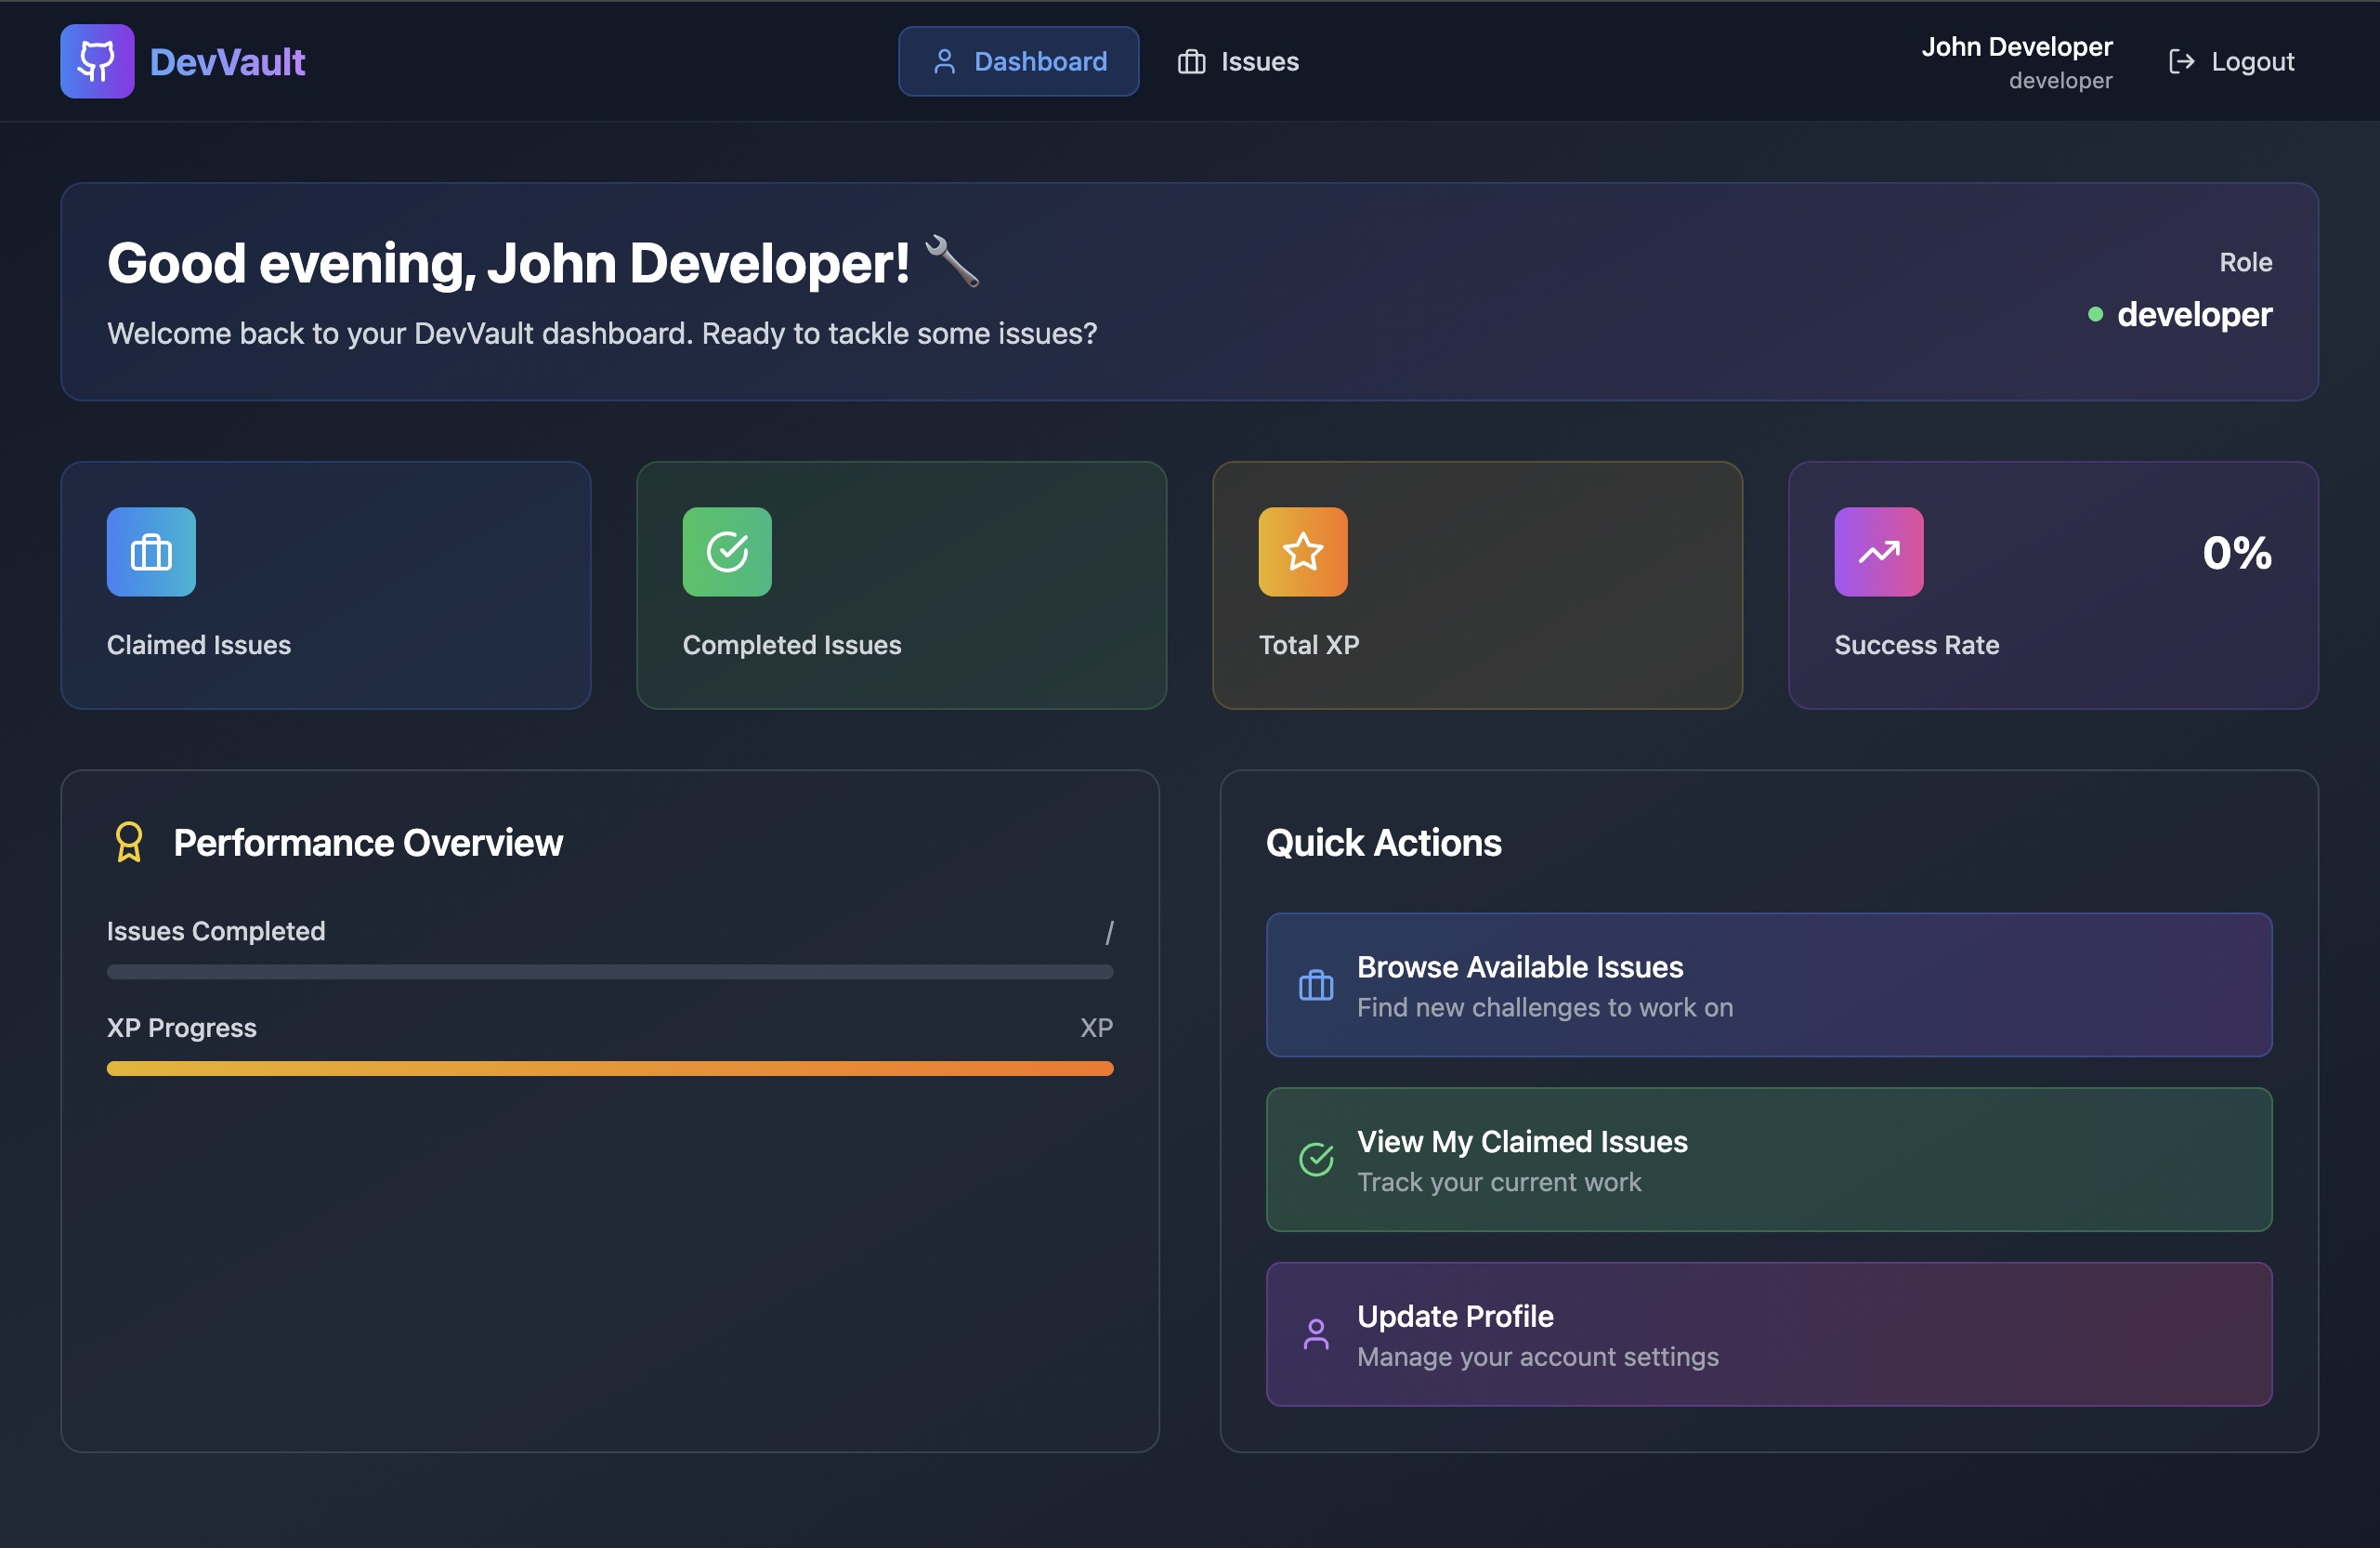 DevVault
Dashboard
Issues
John Developer
developer
Logout
Good evening, John Developer! 🔧
Welcome back to your DevVault dashboard. Ready to tackle some issues?
Role
developer
Claimed Issues
Completed Issues
Total XP
0%
Success Rate
Performance Overview
Issues Completed /
XP Progress XP
Quick Actions
Browse Available Issues
Find new challenges to work on
View My Claimed Issues
Track your current work
Update Profile
Manage your account settings